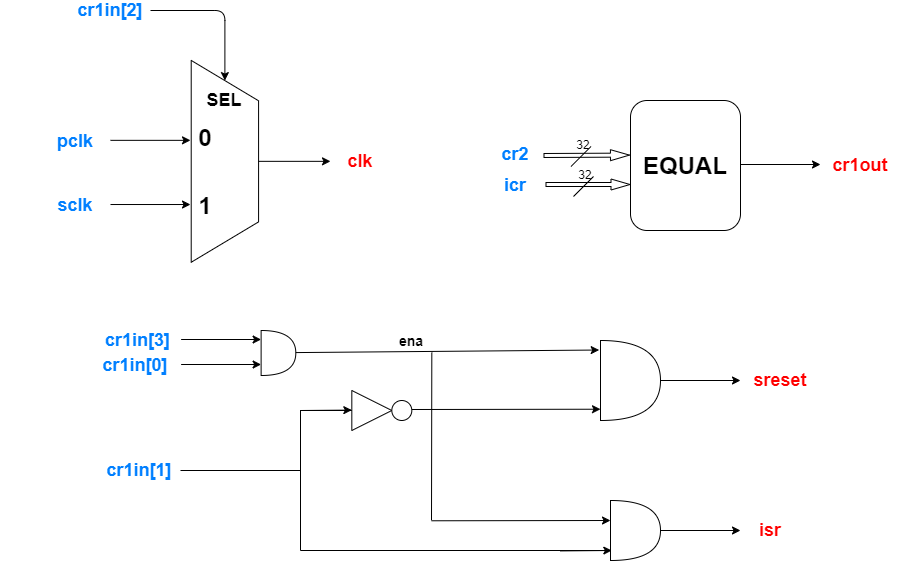 cr1in[2]
SEL
pclk
0
clk
sclk
1
cr2
32
icr
32
EQUAL
cr1out
cr1in[3]
cr1in[0]
ena
sreset
cr1in[1]
isr